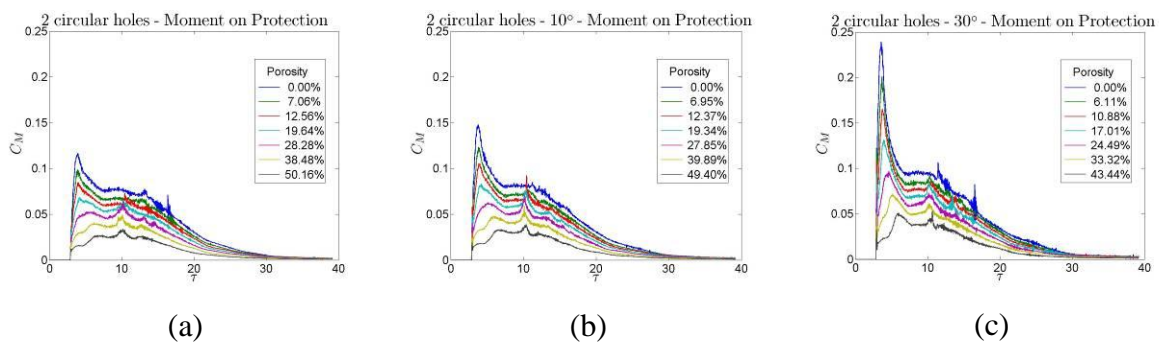 2 circular holes - Moment on Protection
0.25
0.2
0.15
0.1
0.05
0
0 10 20 30 40
C_M
τ
Porosity
0.00%
7.06%
12.56%
19.64%
28.28%
38.48%
50.16%
(a)
2 circular holes - 10° - Moment on Protection
0.25
0.2
0.15
0.1
0.05
0
0 10 20 30 40
C_M
τ
Porosity
0.00%
6.95%
12.37%
19.34%
27.85%
39.89%
49.40%
(b)
2 circular holes - 30° - Moment on Protection
0.25
0.2
0.15
0.1
0.05
0
0 10 20 30 40
C_M
τ
Porosity
0.00%
6.11%
10.88%
17.01%
24.49%
33.32%
43.44%
(c)